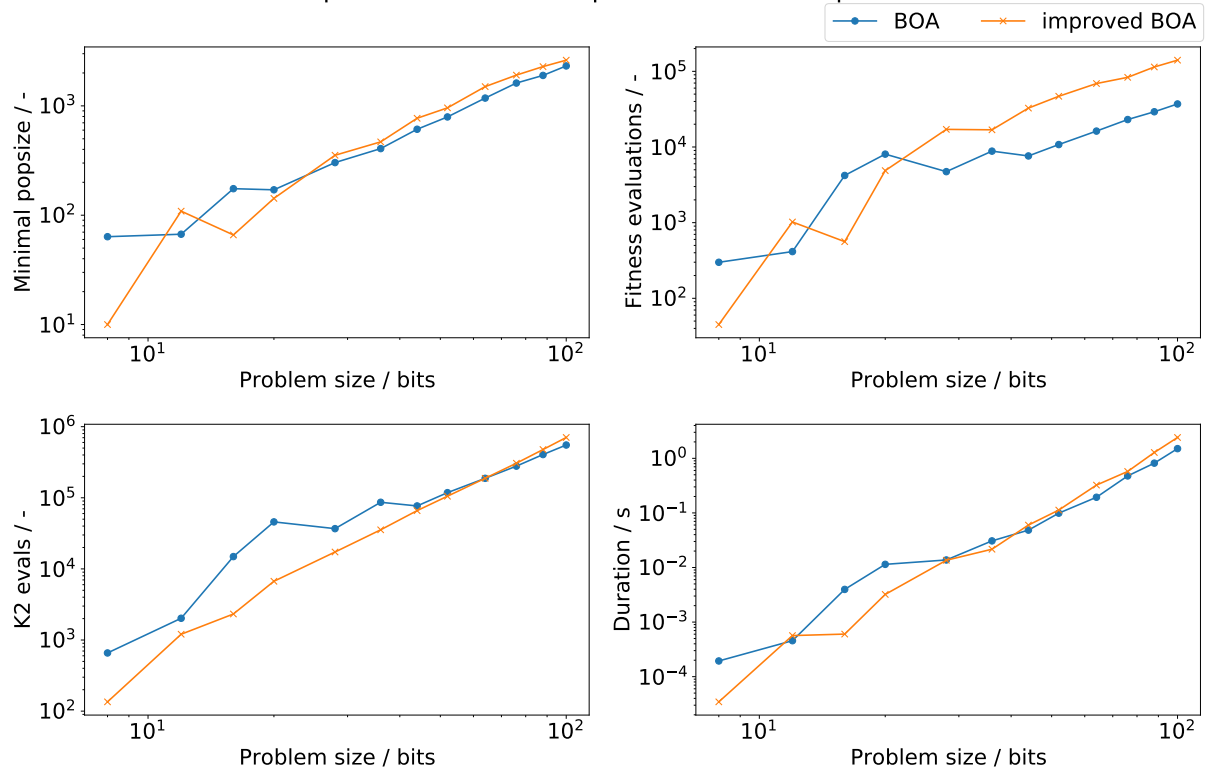 BOA
improved BOA
Minimal popsize / -
10³
10²
10¹
10¹
10²
Problem size / bits
Fitness evaluations / -
10⁵
10⁴
10³
10²
10¹
10²
Problem size / bits
K2 evals / -
10⁶
10⁵
10⁴
10³
10²
10¹
10²
Problem size / bits
Duration / s
10⁰
10⁻¹
10⁻²
10⁻³
10⁻⁴
10¹
10²
Problem size / bits